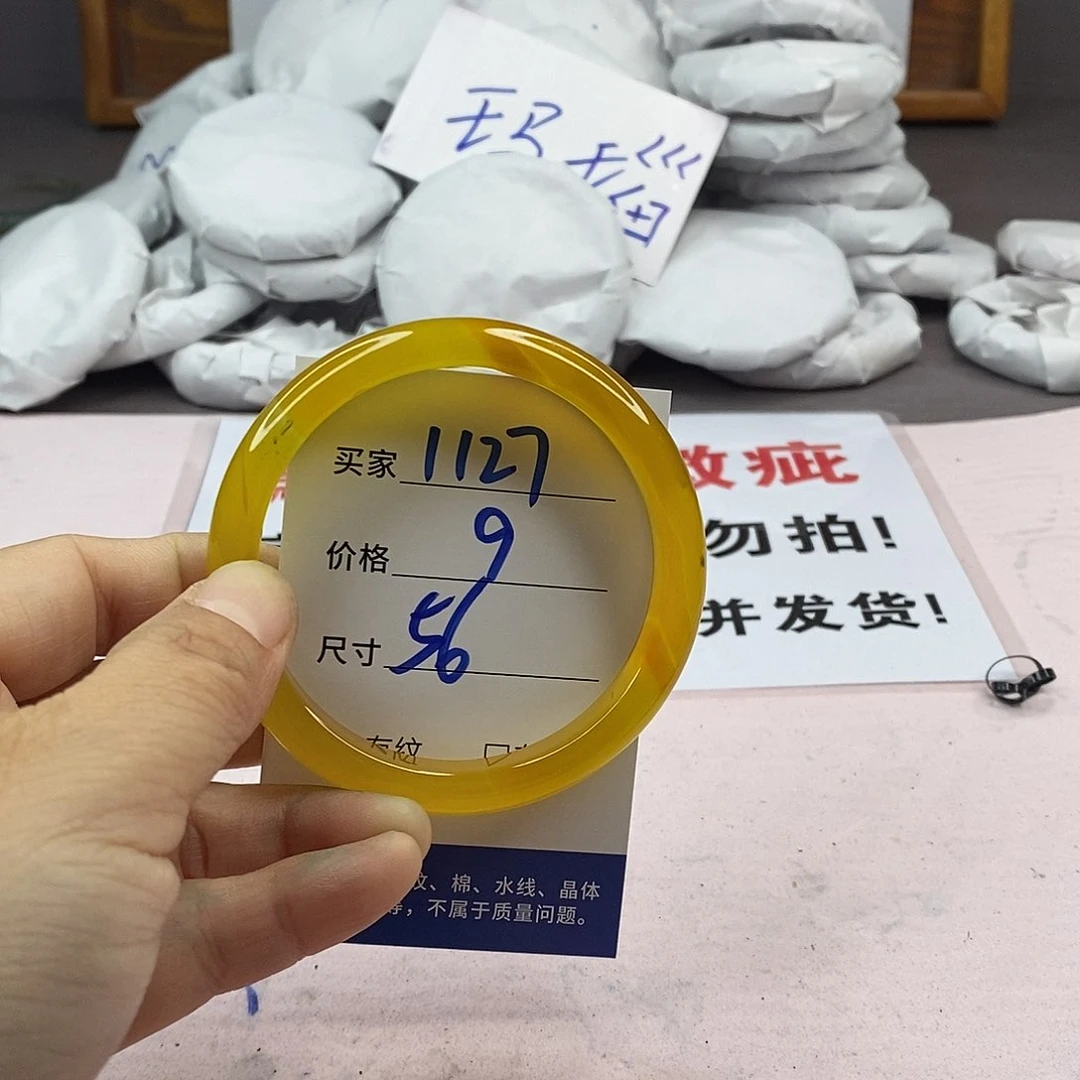 玛瑙
买家 1127
价格 9
尺寸 56
有纹
微疵
勿拍!
并发货!
纹、棉、水线、晶体
等，不属于质量问题。